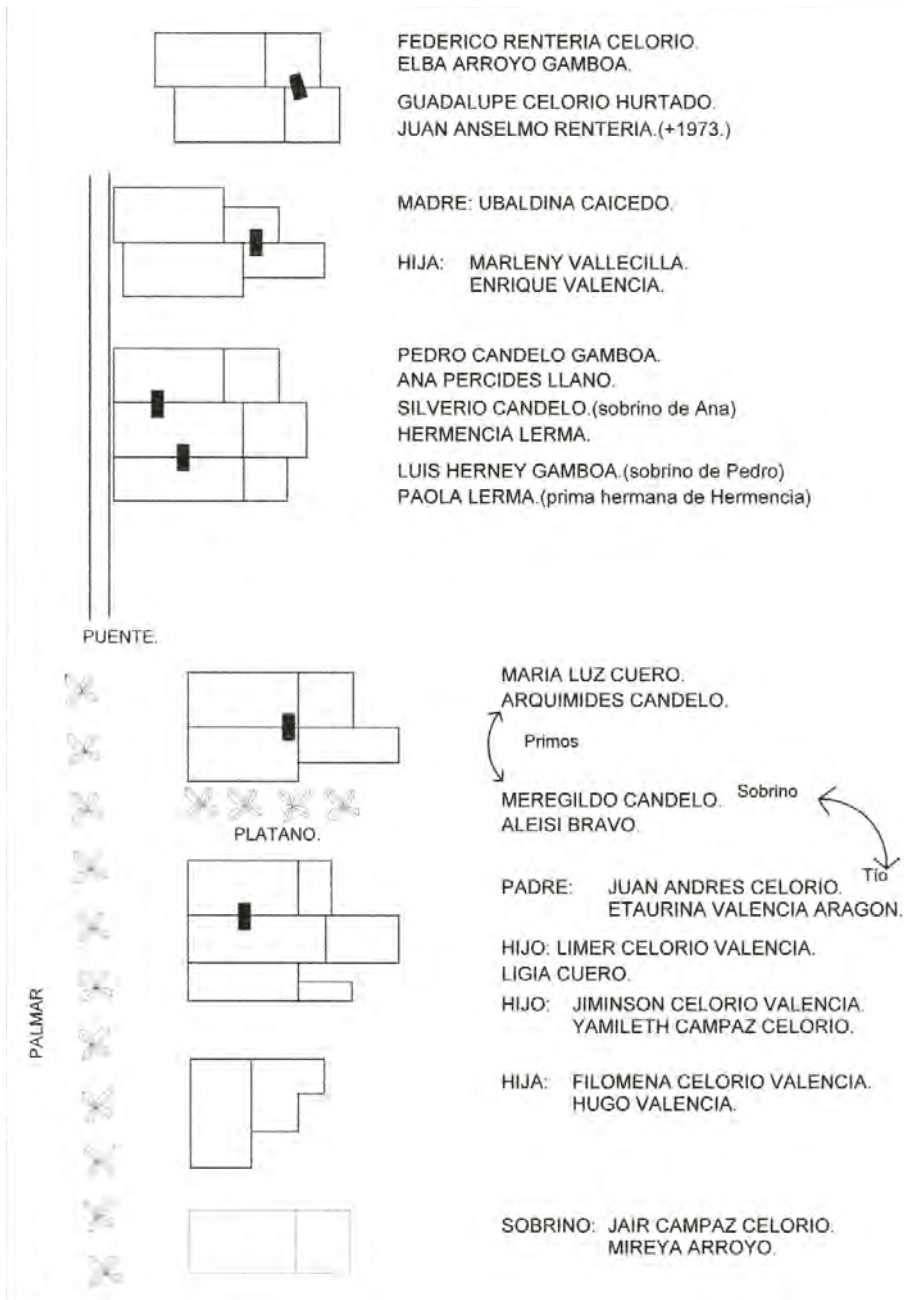 FEDERICO RENTERIA CELORIO.
ELBA ARROYO GAMBOA.
GUADALUPE CELORIO HURTADO.
JUAN ANSELMO RENTERIA.(+1973.)
MADRE: UBALDINA CAICEDO.
HIJA: MARLENY VALLECILLA.
ENRIQUE VALENCIA.
PEDRO CANDELO GAMBOA.
ANA PERCIDES LLANO.
SILVERIO CANDELO.(sobrino de Ana)
HERMENCIA LERMA.
LUIS HERNEY GAMBOA.(sobrino de Pedro)
PAOLA LERMA.(prima hermana de Hermencia)
PUENTE.
MARIA LUZ CUERO.
ARQUIMIDES CANDELO.
Primos
MEREGILDO CANDELO. Sobrino
ALEISI BRAVO.
PLATANO.
Tío
PADRE: JUAN ANDRES CELORIO.
ETAURINA VALENCIA ARAGON.
HIJO: LIMER CELORIO VALENCIA.
LIGIA CUERO.
HIJO: JIMINSON CELORIO VALENCIA.
YAMILETH CAMPAZ CELORIO.
PALMAR
HIJA: FILOMENA CELORIO VALENCIA.
HUGO VALENCIA.
SOBRINO: JAIR CAMPAZ CELORIO.
MIREYA ARROYO.